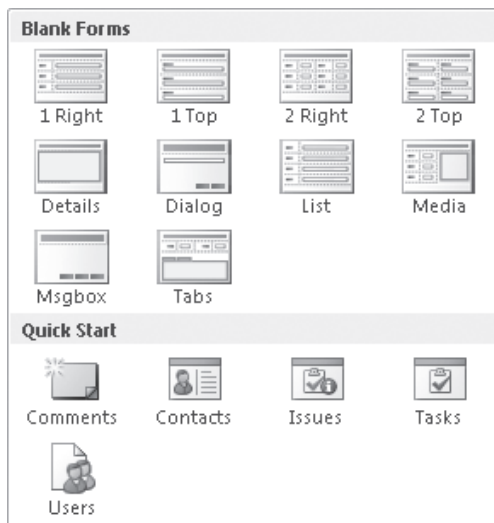 Blank Forms
1 Right 1 Top 2 Right 2 Top
Details Dialog List Media
Msgbox Tabs
Quick Start
Comments Contacts Issues Tasks
Users